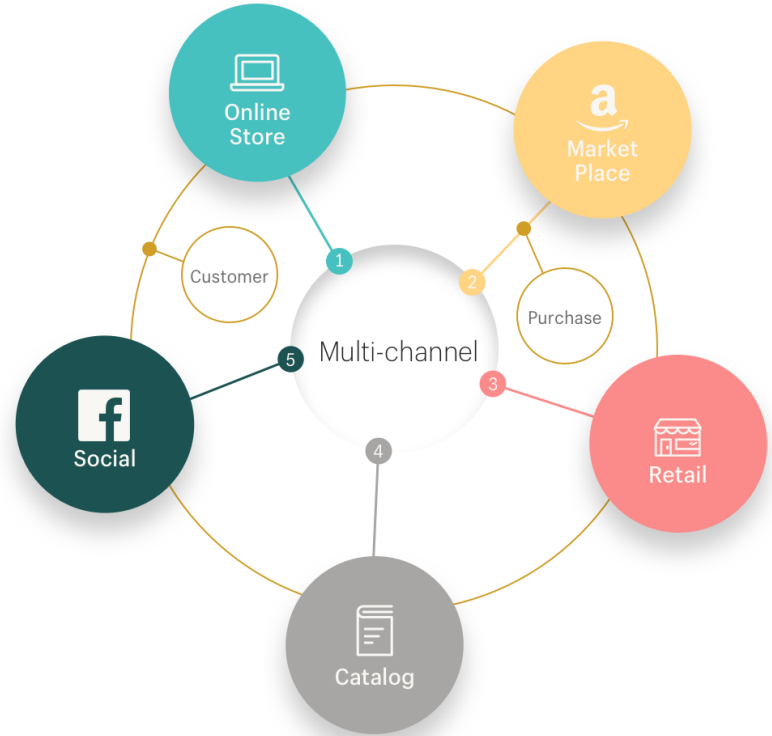 Online
Store
a
Market
Place
Customer
1
2
Purchase
Multi-channel
5
3
Social
Retail
4
Catalog